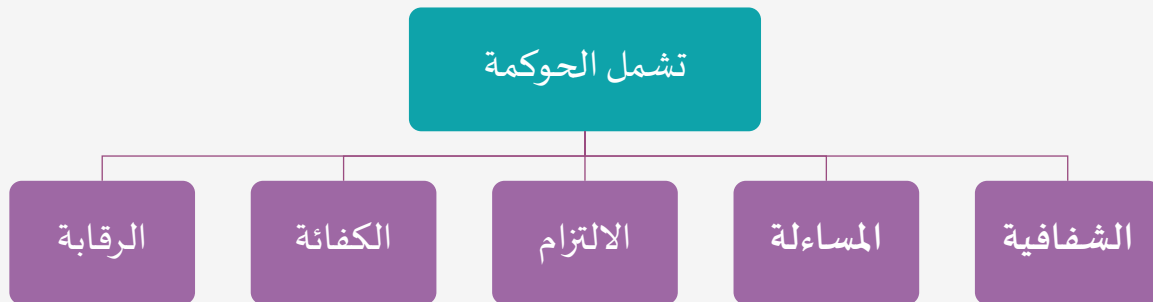 تشمل الحوكمة
الشفافية
المساءلة
الالتزام
الكفائة
الرقابة